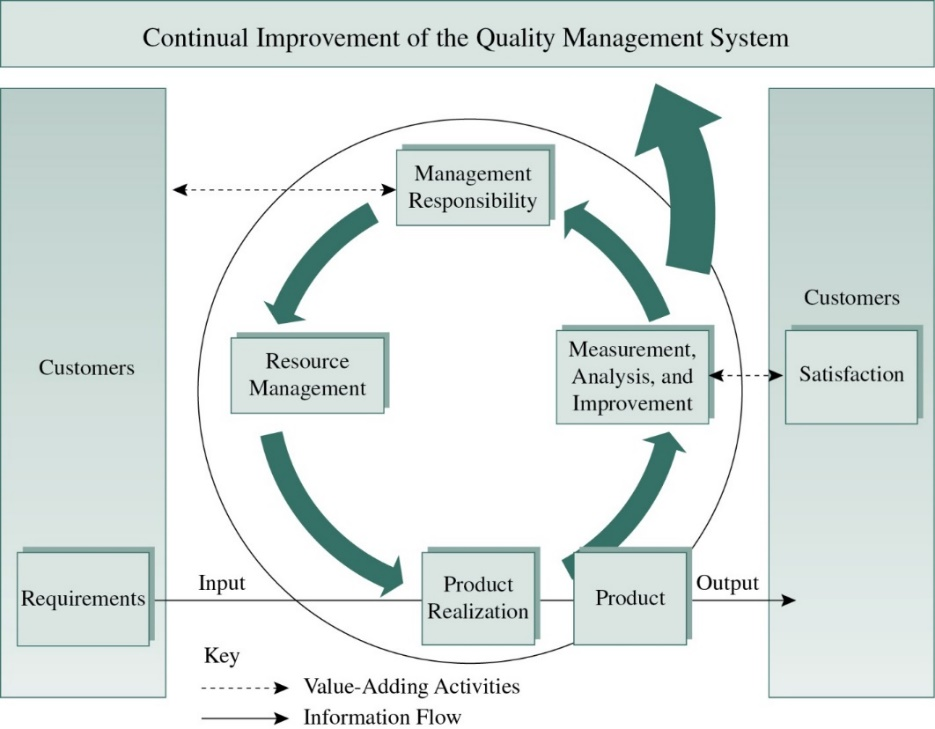 Continual Improvement of the Quality Management System
Management
Responsibility
Customers
Customers
Resource
Management
Measurement,
Analysis, and
Improvement
Satisfaction
Requirements
Input
Product
Realization
Product
Output
Key
Value-Adding Activities
Information Flow